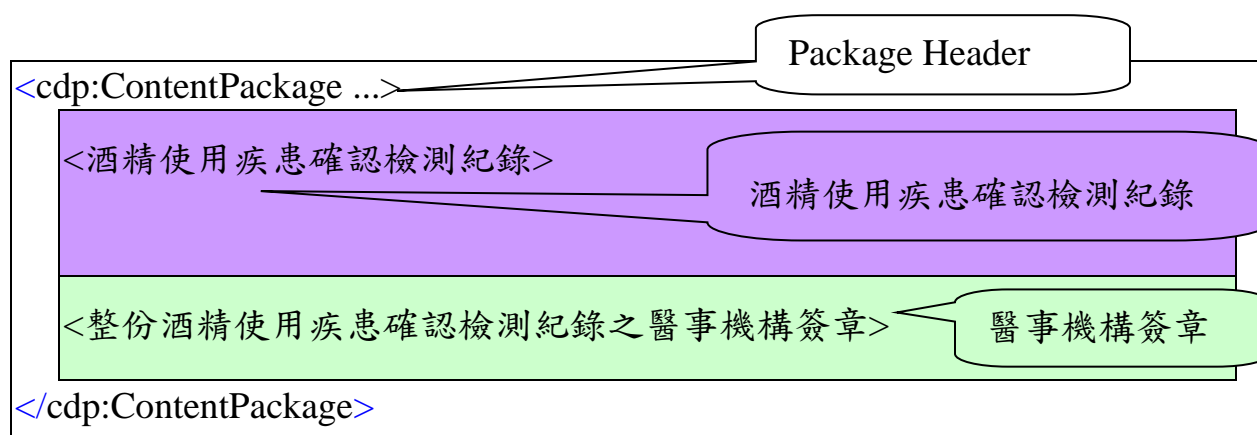 Package Header
<cdp:ContentPackage ...>
<酒精使用疾患確認檢測紀錄>
酒精使用疾患確認檢測紀錄
<整份酒精使用疾患確認檢測紀錄之醫事機構簽章>
醫事機構簽章
</cdp:ContentPackage>